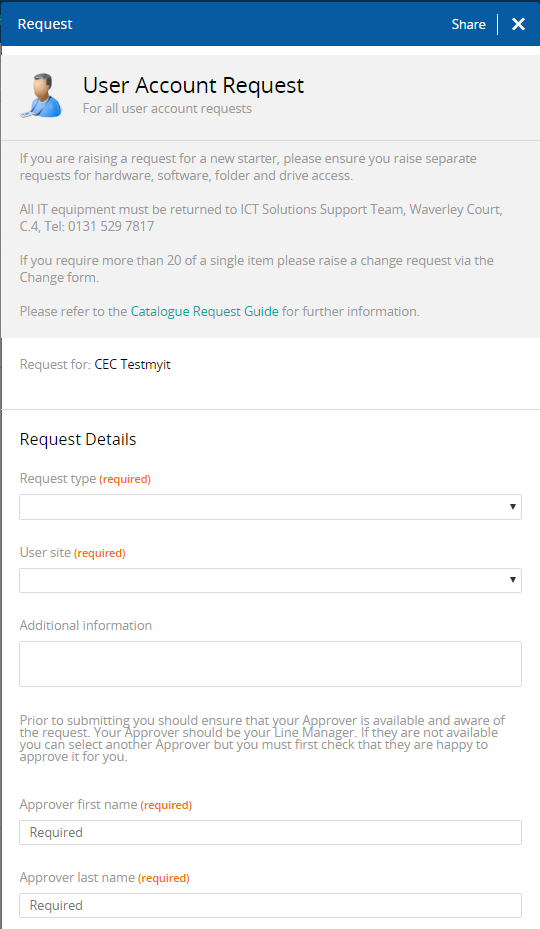 Request
Share
User Account Request
For all user account requests
If you are raising a request for a new starter, please ensure you raise separate
requests for hardware, software, folder and drive access.
All IT equipment must be returned to ICT Solutions Support Team, Waverley Court,
C.4, Tel: 0131 529 7817
If you require more than 20 of a single item please raise a change request via the
Change form.
Please refer to the Catalogue Request Guide for further information.
Request for: CEC Testmyit
Request Details
Request type (required)
User site (required)
Additional information
Prior to submitting you should ensure that your Approver is available and aware of
the request. Your Approver should be your Line Manager. If they are not available
you can select another Approver but you must first check that they are happy to
approve it for you.
Approver first name (required)
Required
Approver last name (required)
Required